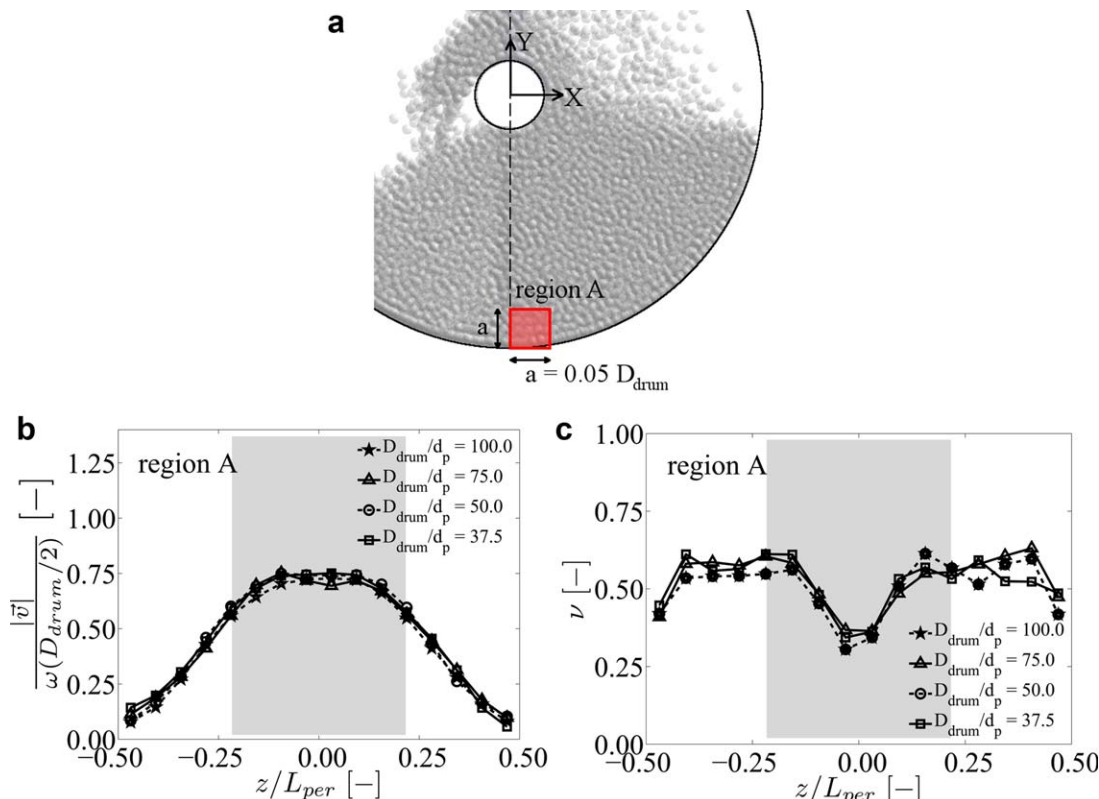 a
Y
X
region A
a
a = 0.05 D_drum
b
1.25
1.00
0.75
0.50
0.25
0.00
|v⃗| / ω(D_drum/2) [−]
region A
D_drum/d_p = 100.0
D_drum/d_p = 75.0
D_drum/d_p = 50.0
D_drum/d_p = 37.5
−0.50 −0.25 0.00 0.25 0.50
z/L_per [−]
c
1.00
0.75
0.50
0.25
0.00
ν [−]
region A
D_drum/d_p = 100.0
D_drum/d_p = 75.0
D_drum/d_p = 50.0
D_drum/d_p = 37.5
−0.50 −0.25 0.00 0.25 0.50
z/L_per [−]